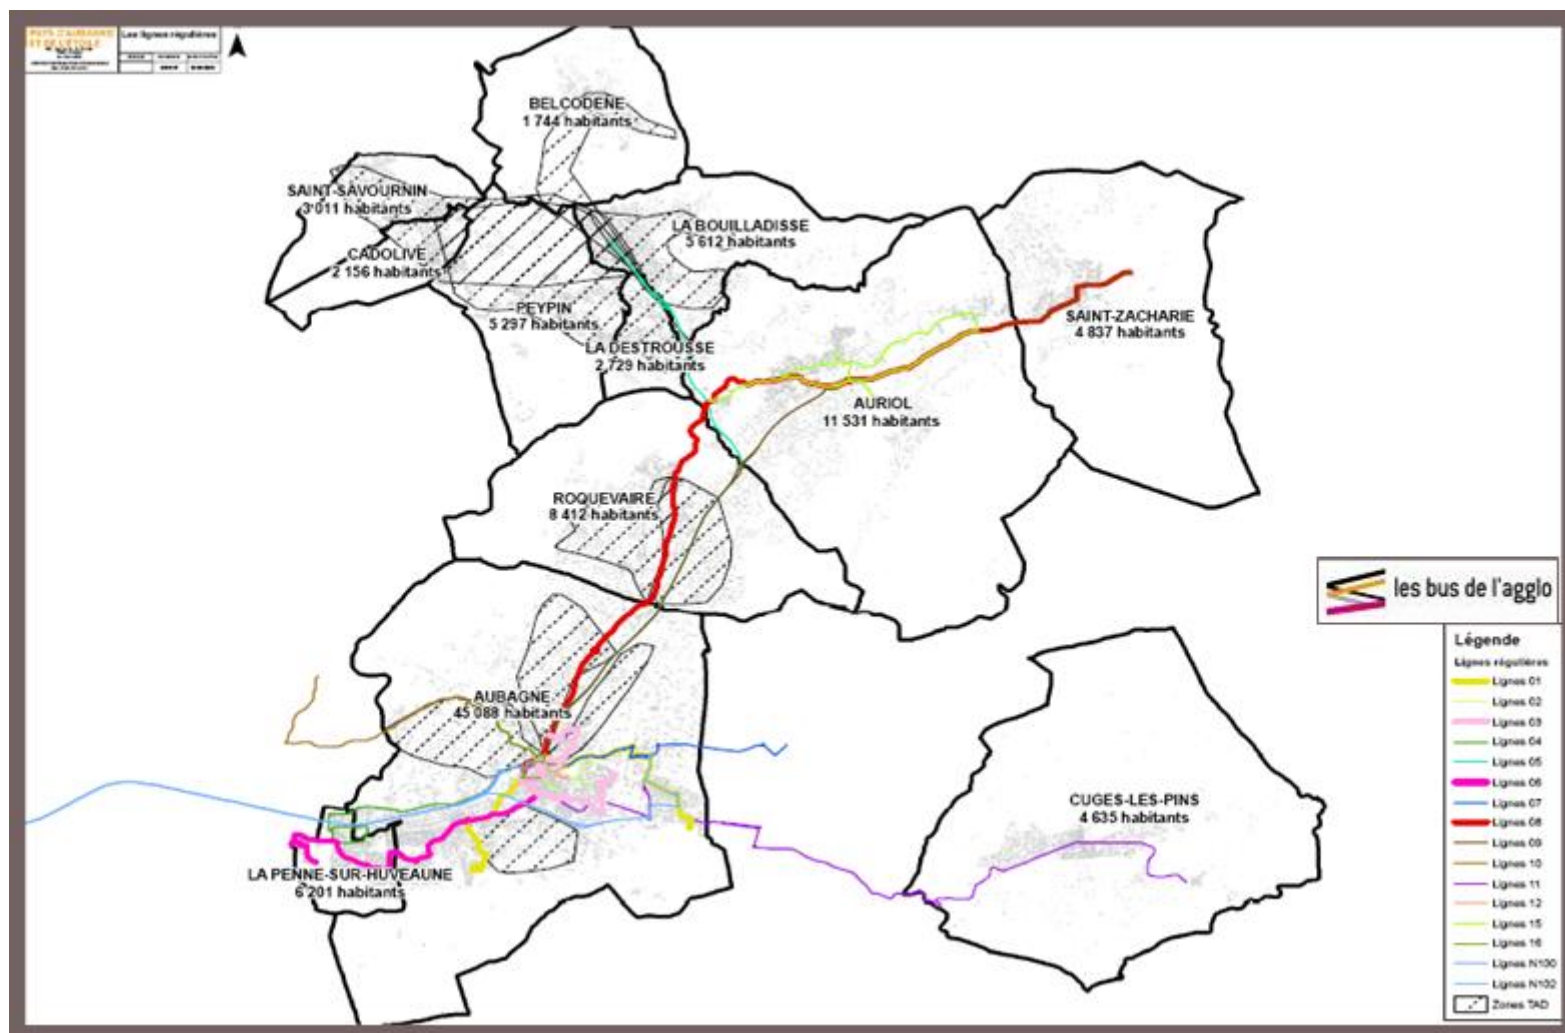 PAYS D'AUBAGNE
ET DE L'ÉTOILE
Les lignes régulières
BELCODENE
1 744 habitants
SAINT-SAVOURNIN
3 011 habitants
LA BOUILLADISSE
5 612 habitants
CADOLIVE
2 156 habitants
PEYPIN
5 297 habitants
SAINT-ZACHARIE
4 837 habitants
LA DESTROUSSE
2 729 habitants
AURIOL
11 531 habitants
ROQUEVAIRE
8 412 habitants
les bus de l'agglo
AUBAGNE
45 088 habitants
CUGES-LES-PINS
4 635 habitants
LA PENNE-SUR-HUVEAUNE
6 201 habitants
Légende
Lignes régulières
Lignes 01
Lignes 02
Lignes 03
Lignes 04
Lignes 05
Lignes 06
Lignes 07
Lignes 08
Lignes 09
Lignes 10
Lignes 11
Lignes 12
Lignes 15
Lignes 16
Lignes N100
Lignes N102
Zones TAD